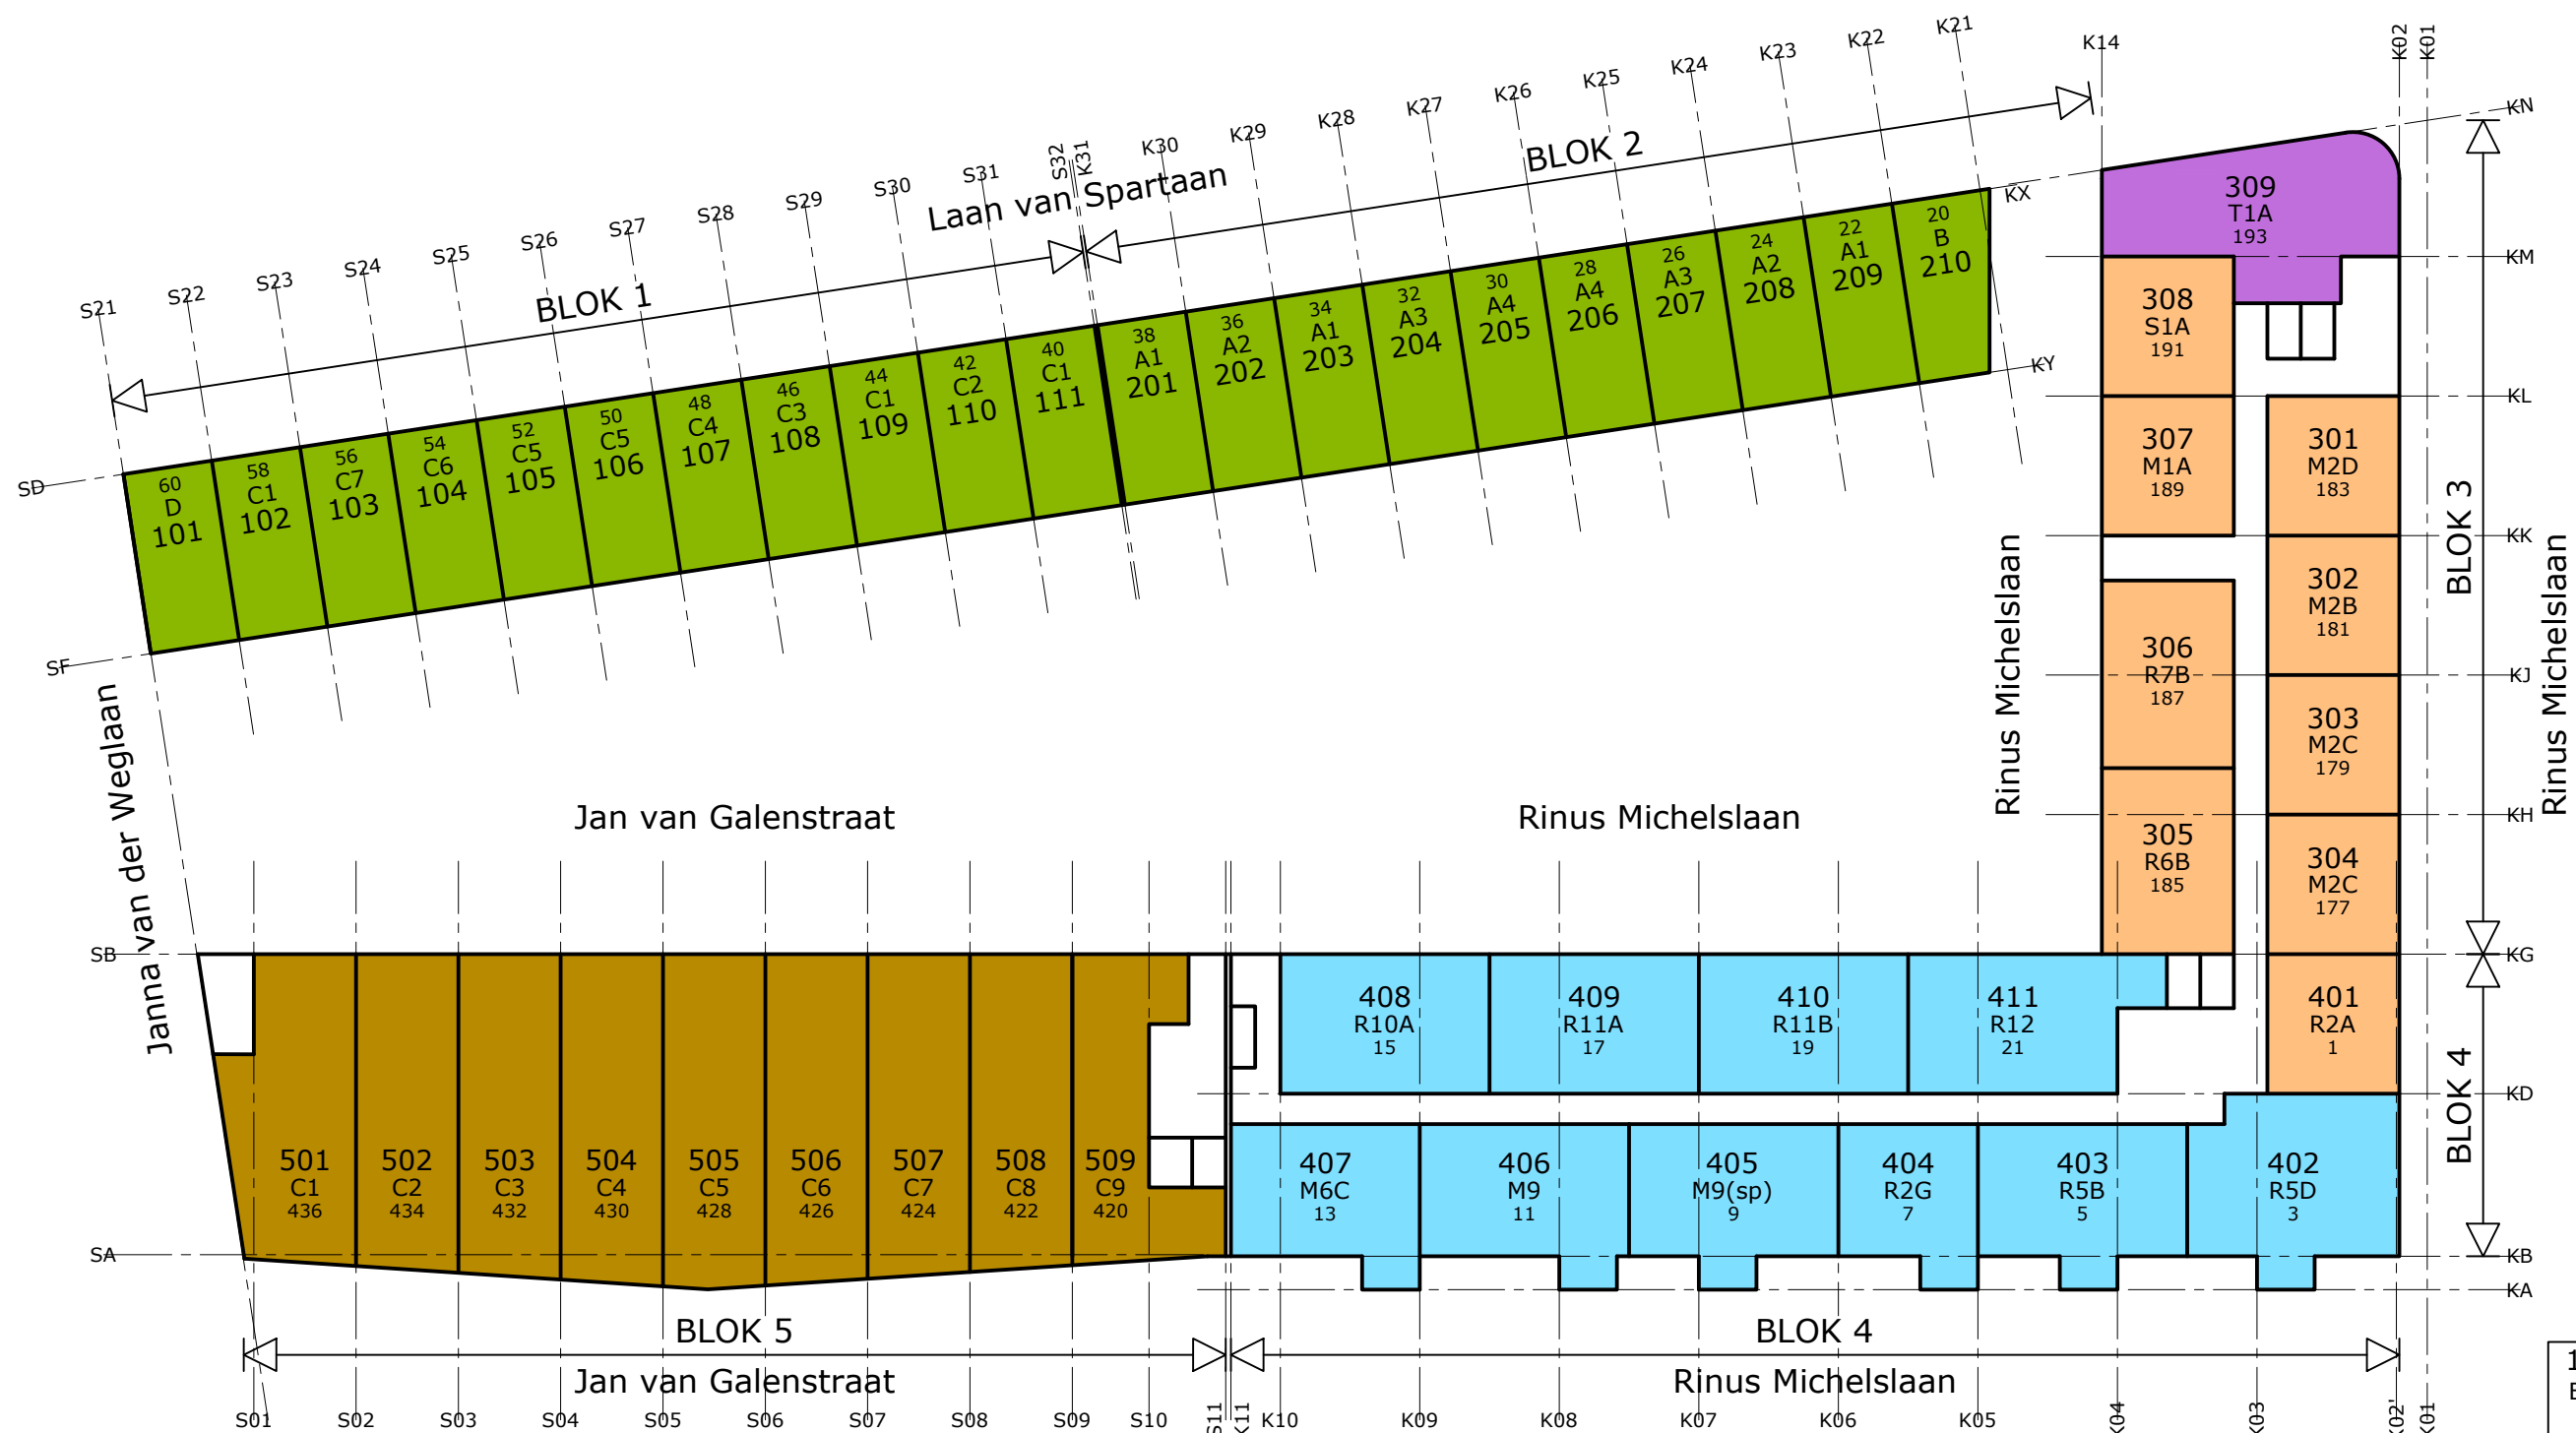 K21
K22
K23
K24
K25
K26
K27
K28
K29
K30
K31
S32
S31
S30
S29
S28
S27
S26
S25
S24
S23
S22
S21
K14
K02
K01
KN
BLOK 2
Laan van Spartaan
BLOK 1
KX
KY
SD
SF
60
D
101
58
C1
102
56
C7
103
54
C6
104
52
C5
105
50
C5
106
48
C4
107
46
C3
108
44
C1
109
42
C2
110
40
C1
111
38
A1
201
36
A2
202
34
A1
203
32
A3
204
30
A4
205
28
A4
206
26
A3
207
24
A2
208
22
A1
209
20
B
210
309
T1A
193
KM
308
S1A
191
KL
307
M1A
189
301
M2D
183
KK
302
M2B
181
306
R7B
187
KJ
303
M2C
179
KH
305
R6B
185
304
M2C
177
KG
BLOK 3
Rinus Michelslaan
Rinus Michelslaan
Janna van der Weglaan
Jan van Galenstraat
Rinus Michelslaan
SB
408
R10A
15
409
R11A
17
410
R11B
19
411
R12
21
401
R2A
1
KD
BLOK 4
501
C1
436
502
C2
434
503
C3
432
504
C4
430
505
C5
428
506
C6
426
507
C7
424
508
C8
422
509
C9
420
407
M6C
13
406
M9
11
405
M9(sp)
9
404
R2G
7
403
R5B
5
402
R5D
3
SA
KB
KA
BLOK 5
BLOK 4
Jan van Galenstraat
Rinus Michelslaan
S01
S02
S03
S04
S05
S06
S07
S08
S09
S10
S11
K11
K10
K09
K08
K07
K06
K05
K04
K03
K02'
K01